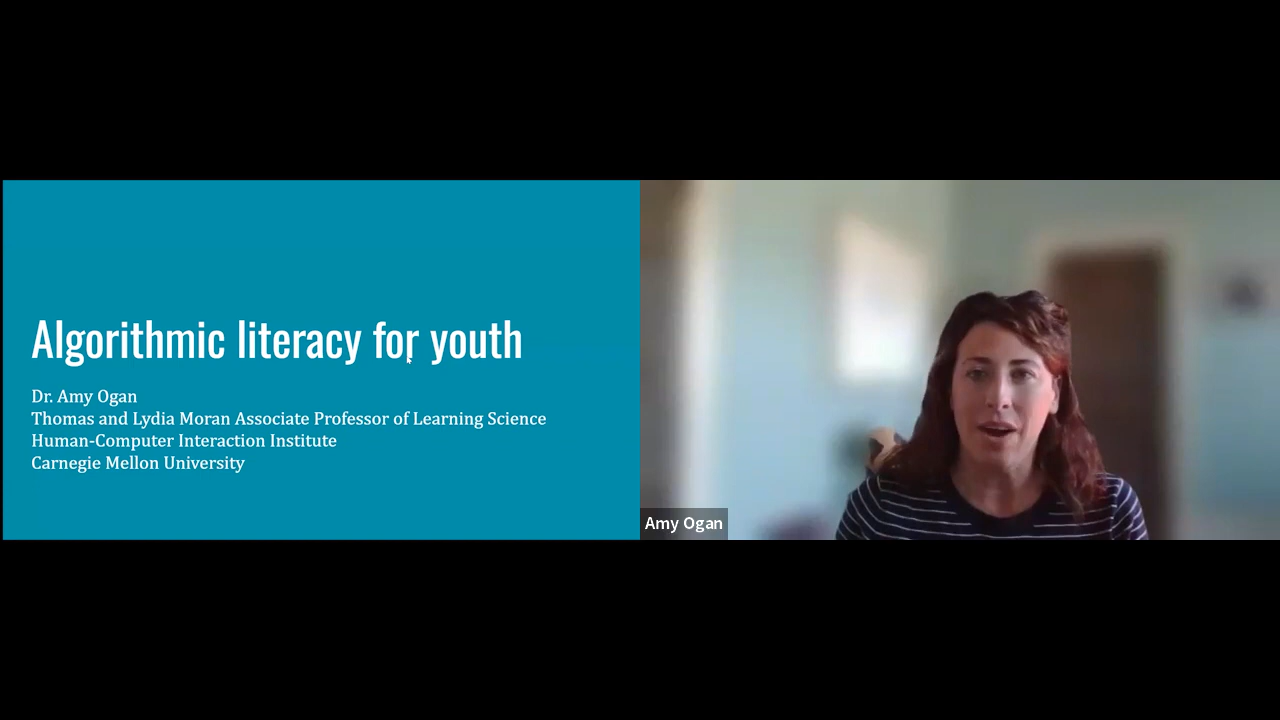 Algorithmic literacy for youth
Dr. Amy Ogan
Thomas and Lydia Moran Associate Professor of Learning Science
Human-Computer Interaction Institute
Carnegie Mellon University
Amy Ogan